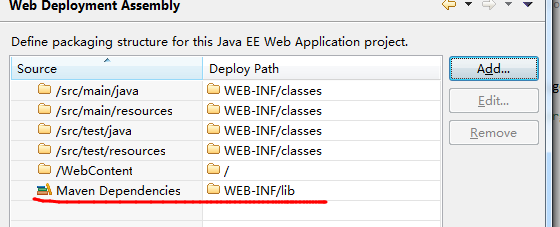 Web Deployment Assembly
Define packaging structure for this Java EE Web Application project.
Source Deploy Path Add...
/src/main/java WEB-INF/classes Edit...
/src/main/resources WEB-INF/classes Remove
/src/test/java WEB-INF/classes
/src/test/resources WEB-INF/classes
/WebContent /
Maven Dependencies WEB-INF/lib